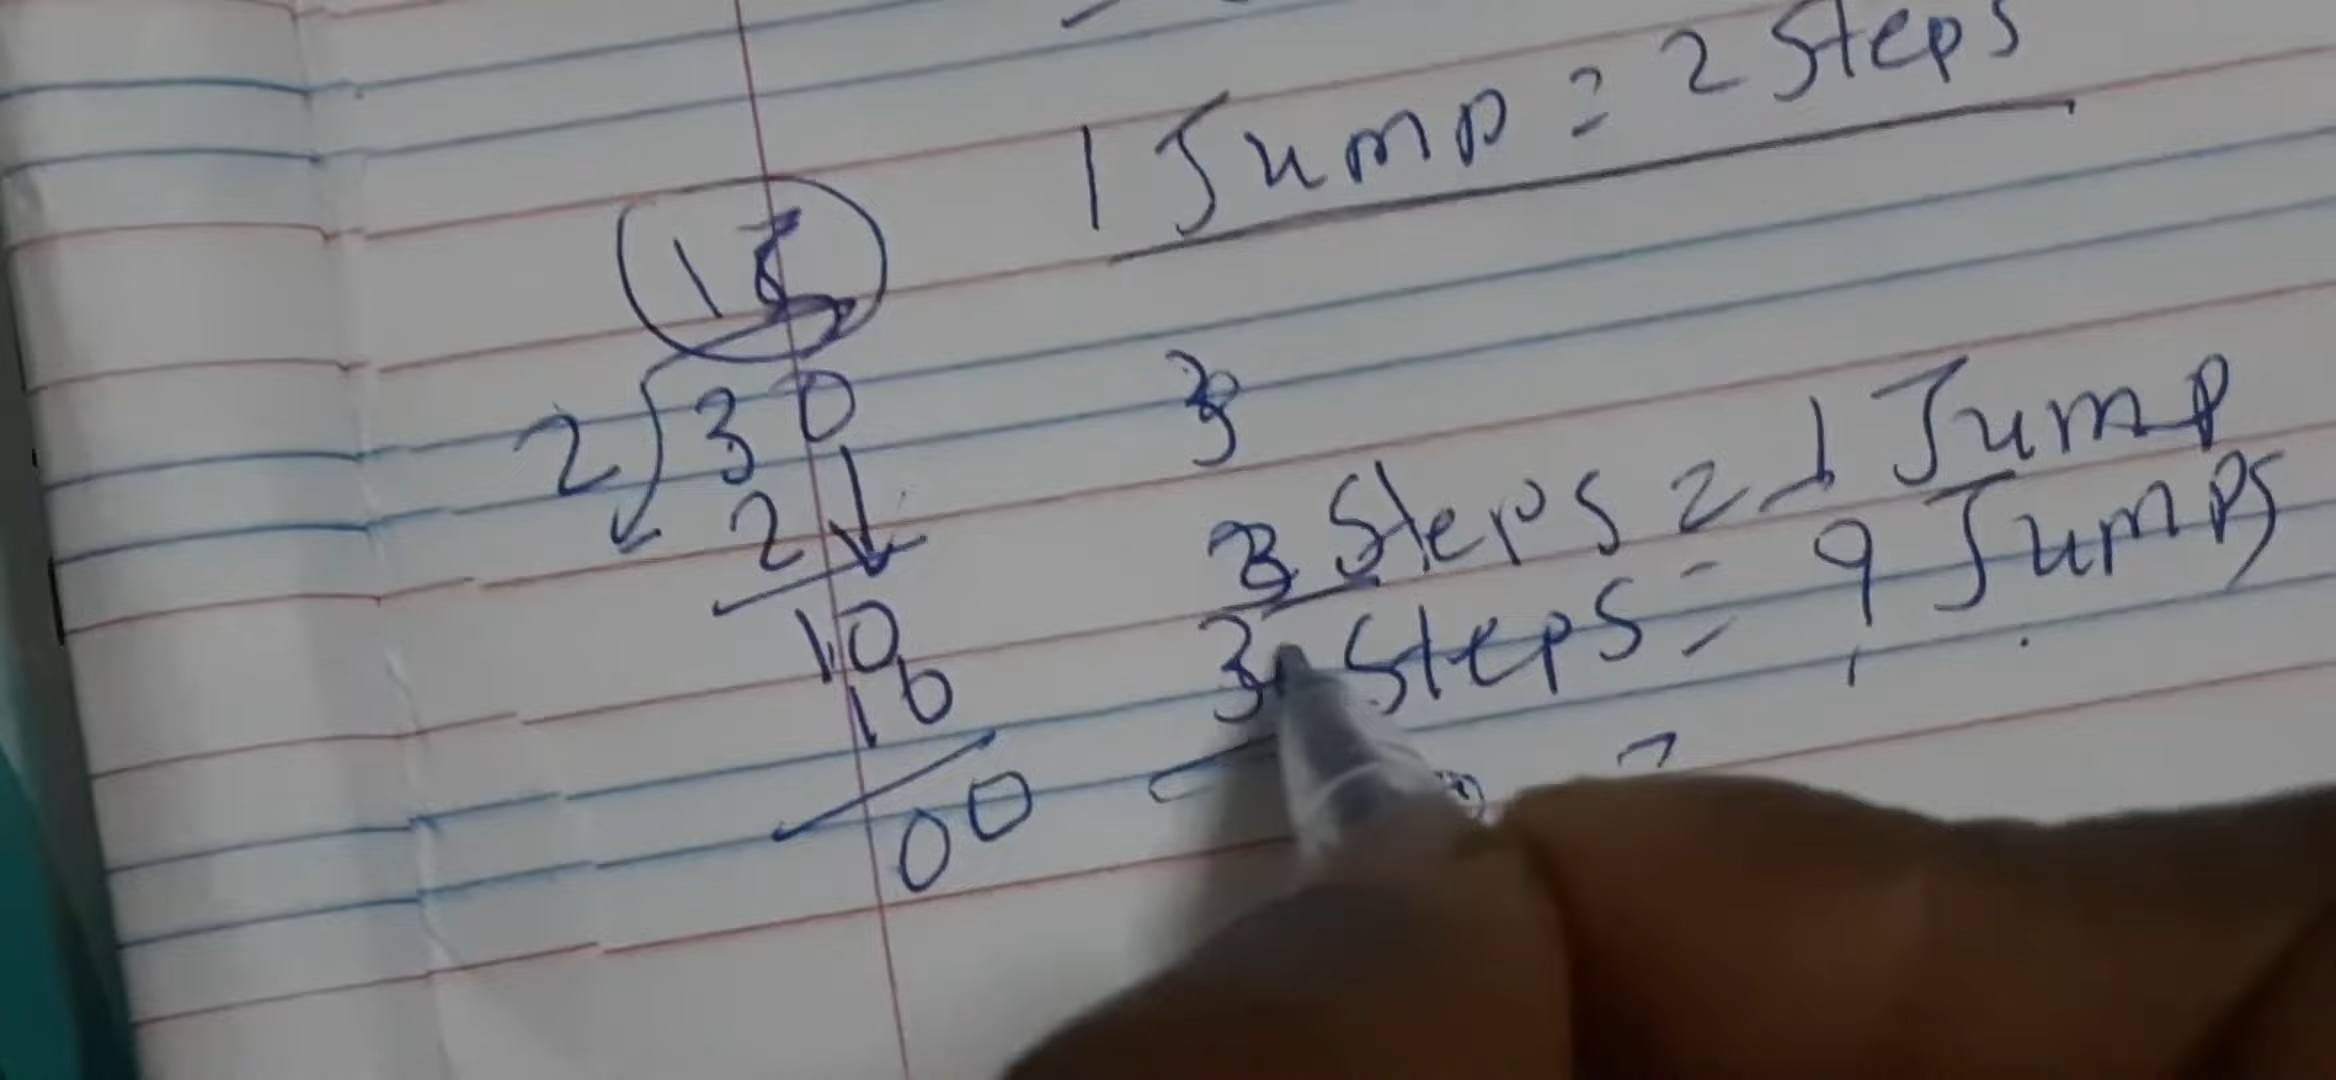 1 Jump = 2 Steps
15
2) 30
2
10
10
00
3
3 Steps = 1 Jump
3 Steps = 9 Jumps